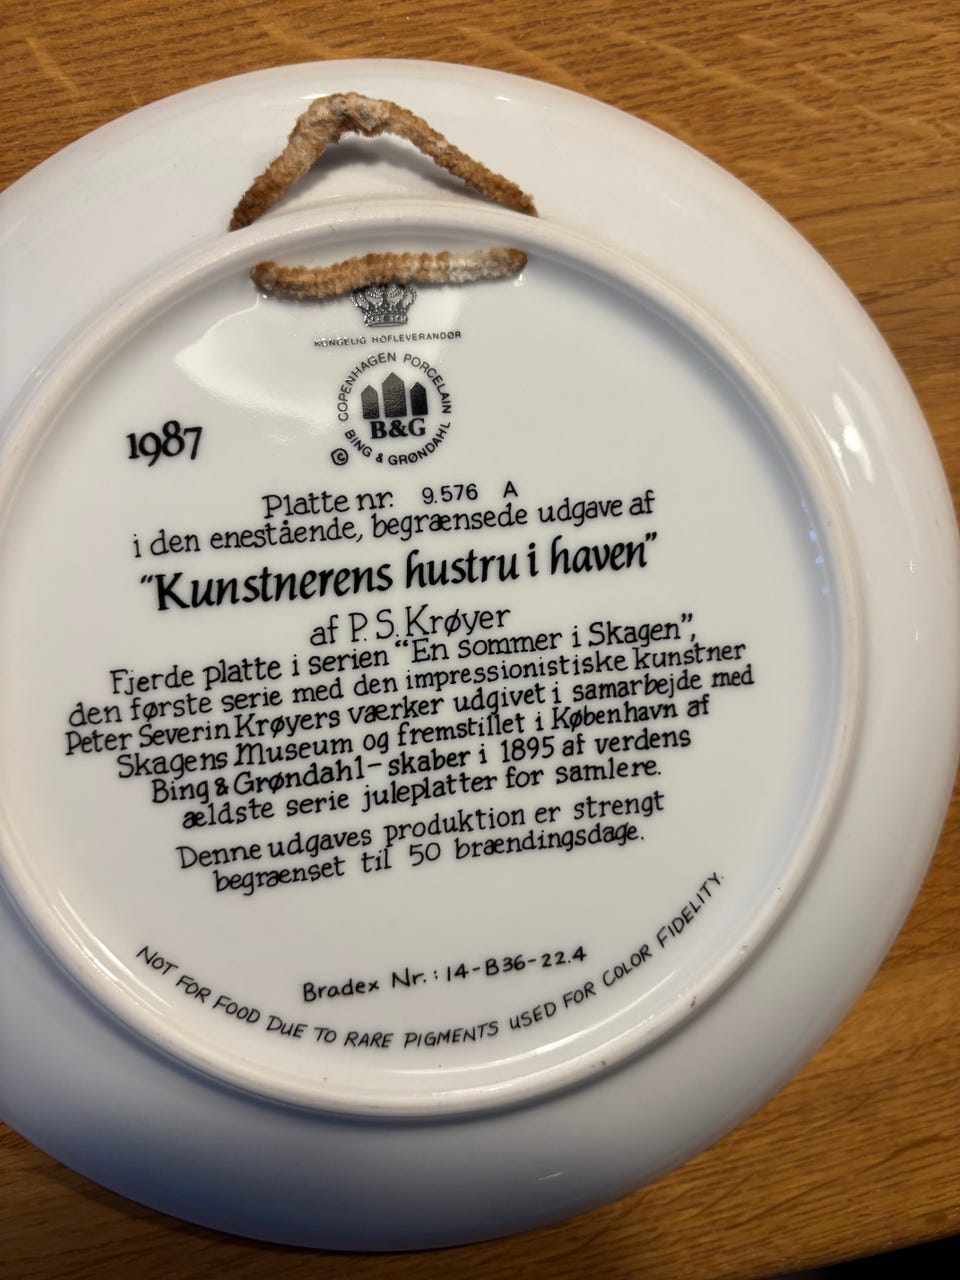 KONGELIG HOFLEVERANDØR
COPENHAGEN PORCELAIN
B&G
© BING & GRØNDAHL
1987
Platte nr. 9.576 A
i den enestående, begrænsede udgave af
"Kunstnerens hustru i haven"
af P. S. Krøyer
Fjerde platte i serien "En sommer i Skagen",
den første serie med den impressionistiske kunstner
Peter Severin Krøyers værker udgivet i samarbejde med
Skagens Museum og fremstillet i København af
Bing & Grøndahl - skaber i 1895 af verdens
ældste serie juleplatter for samlere.
Denne udgaves produktion er strengt
begrænset til 50 brændingsdage.
Bradex Nr.: 14-B36-22.4
NOT FOR FOOD DUE TO RARE PIGMENTS USED FOR COLOR FIDELITY.